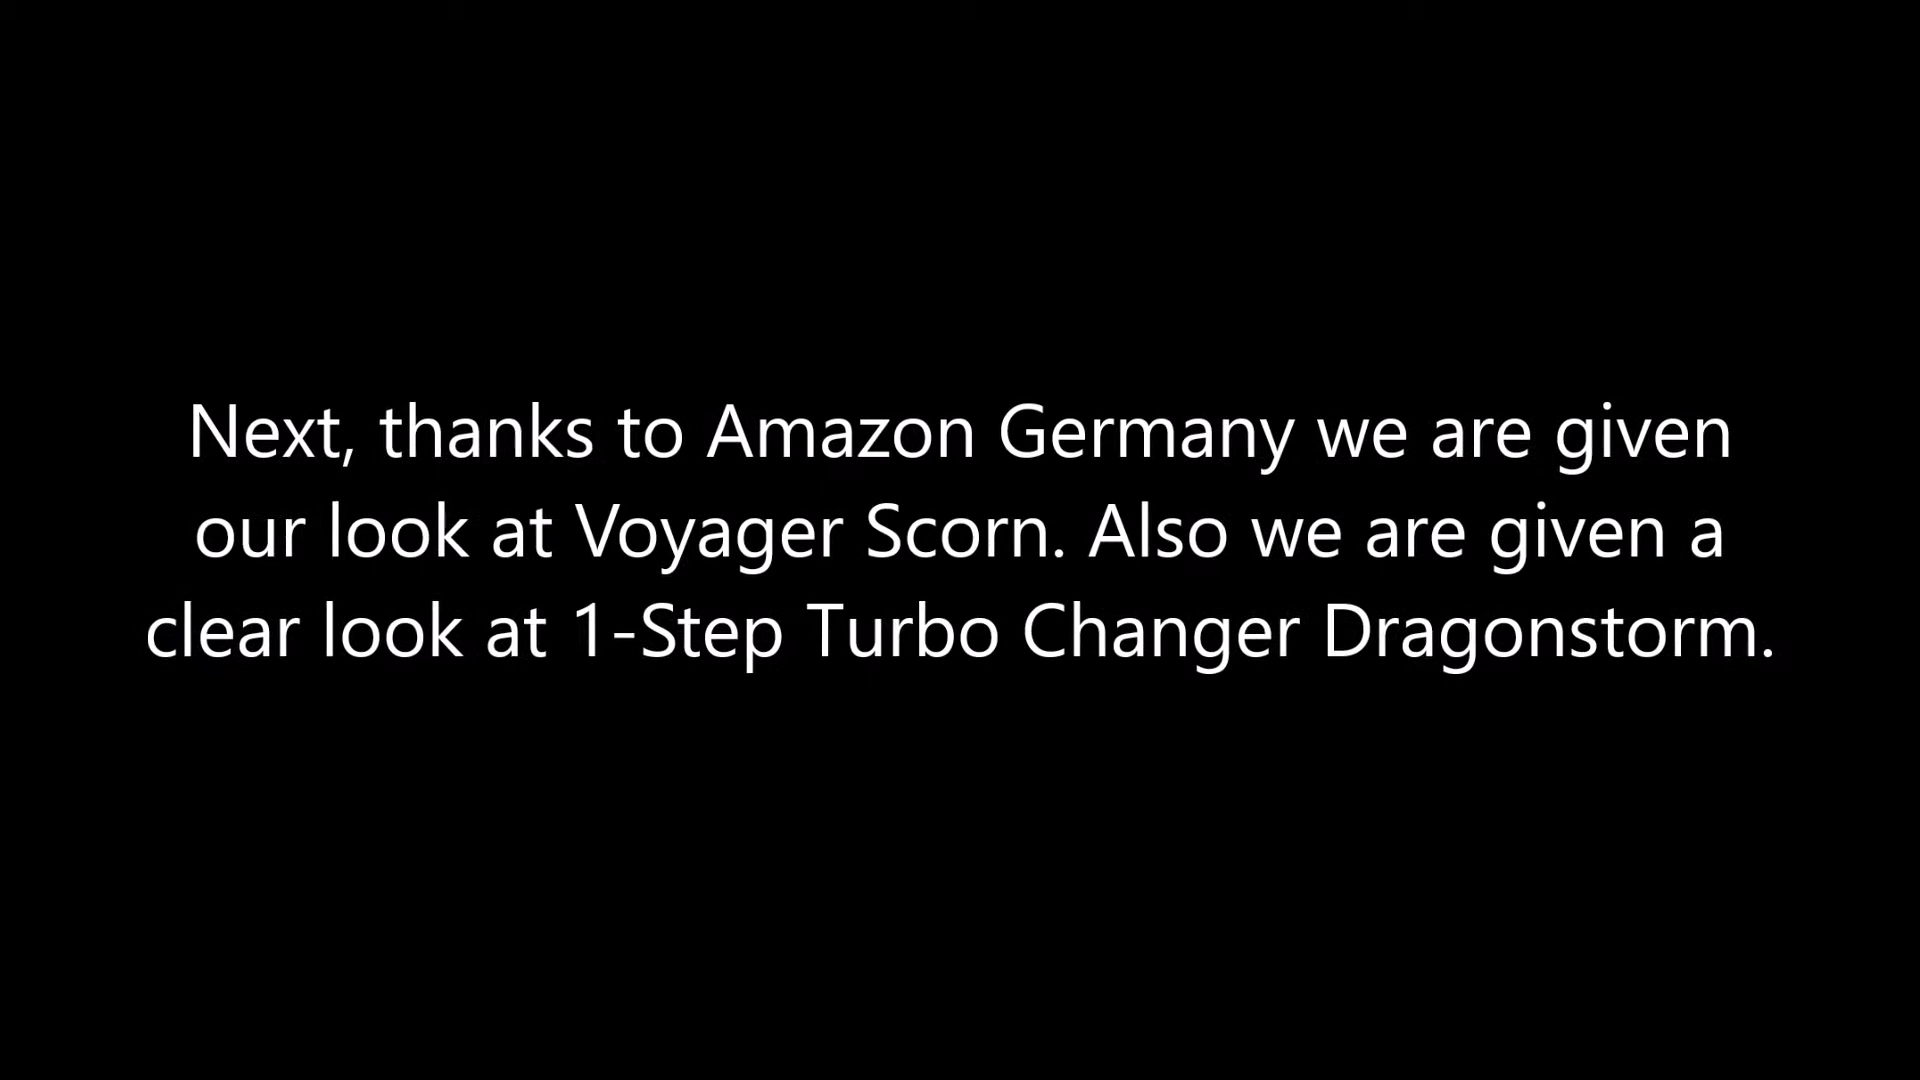 Next, thanks to Amazon Germany we are given
our look at Voyager Scorn. Also we are given a
clear look at 1-Step Turbo Changer Dragonstorm.